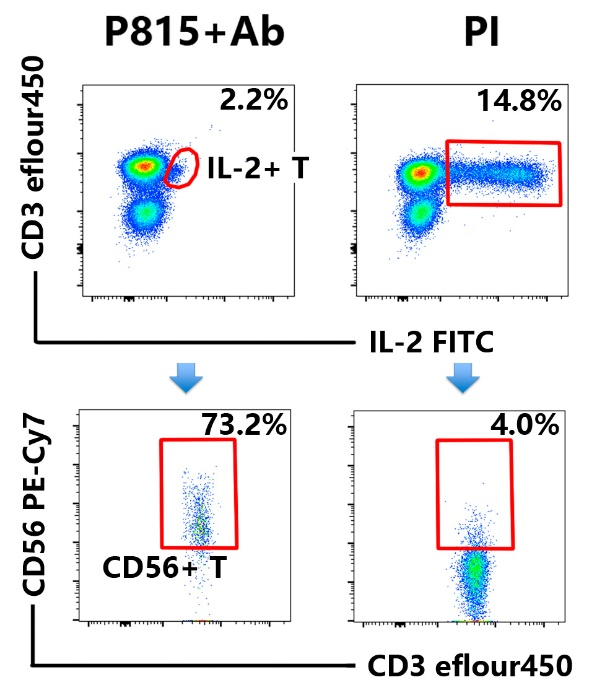 P815+Ab
PI
CD3 eflour450
2.2%
14.8%
IL-2+ T
IL-2 FITC
CD56 PE-Cy7
73.2%
4.0%
CD56+ T
CD3 eflour450